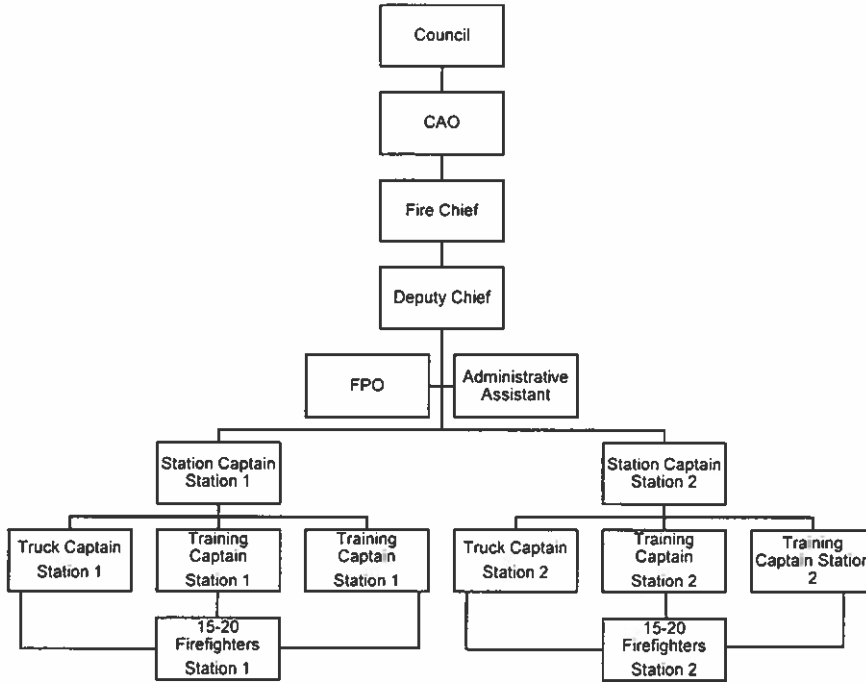 Council
CAO
Fire Chief
Deputy Chief
FPO
Administrative
Assistant
Station Captain
Station 1
Station Captain
Station 2
Truck Captain
Station 1
Training
Captain
Station 1
Training
Captain
Station 1
Truck Captain
Station 2
Training
Captain
Station 2
Training
Captain Station
2
15-20
Firefighters
Station 1
15-20
Firefighters
Station 2